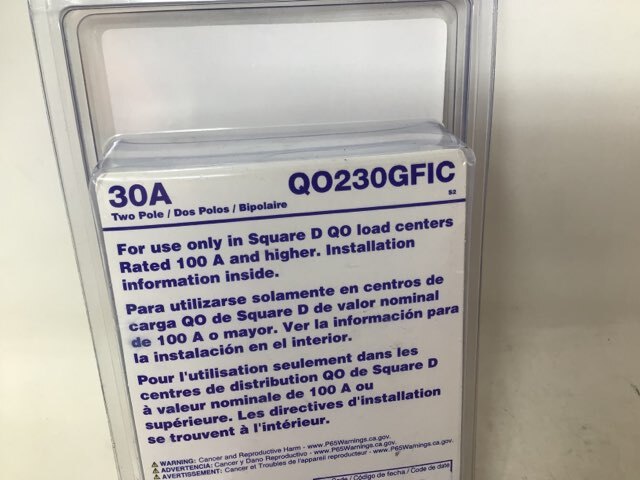 30A
QO230GFIC
Two Pole / Dos Polos / Bipolaire
S2
For use only in Square D QO load centers
Rated 100 A and higher. Installation
information inside.
Para utilizarse solamente en centros de
carga QO de Square D de valor nominal
de 100 A o mayor. Ver la información para
la instalación en el interior.
Pour l'utilisation seulement dans les
centres de distribution QO de Square D
à valeur nominale de 100 A ou
supérieure. Les directives d'installation
se trouvent à l'intérieur.
WARNING: Cancer and Reproductive Harm - www.P65Warnings.ca.gov.
ADVERTENCIA: Cancer y Dano Reproductivo - www.P65Warnings.ca.gov.
AVERTISSEMENT: Cancer et Troubles de l'appareil reproducteur - www.P65Warnings.ca.gov.
Code / Código de fecha / Code de date